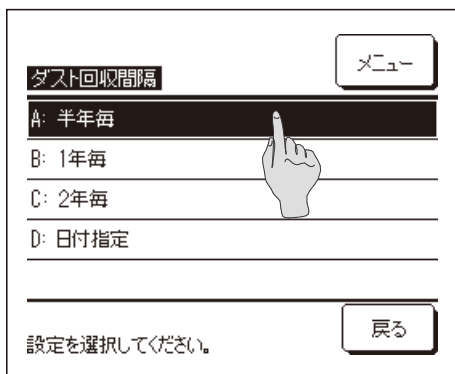 メニュー
ダスト回収間隔
A: 半年毎
B: 1年毎
C: 2年毎
D: 日付指定
設定を選択してください。
戻る